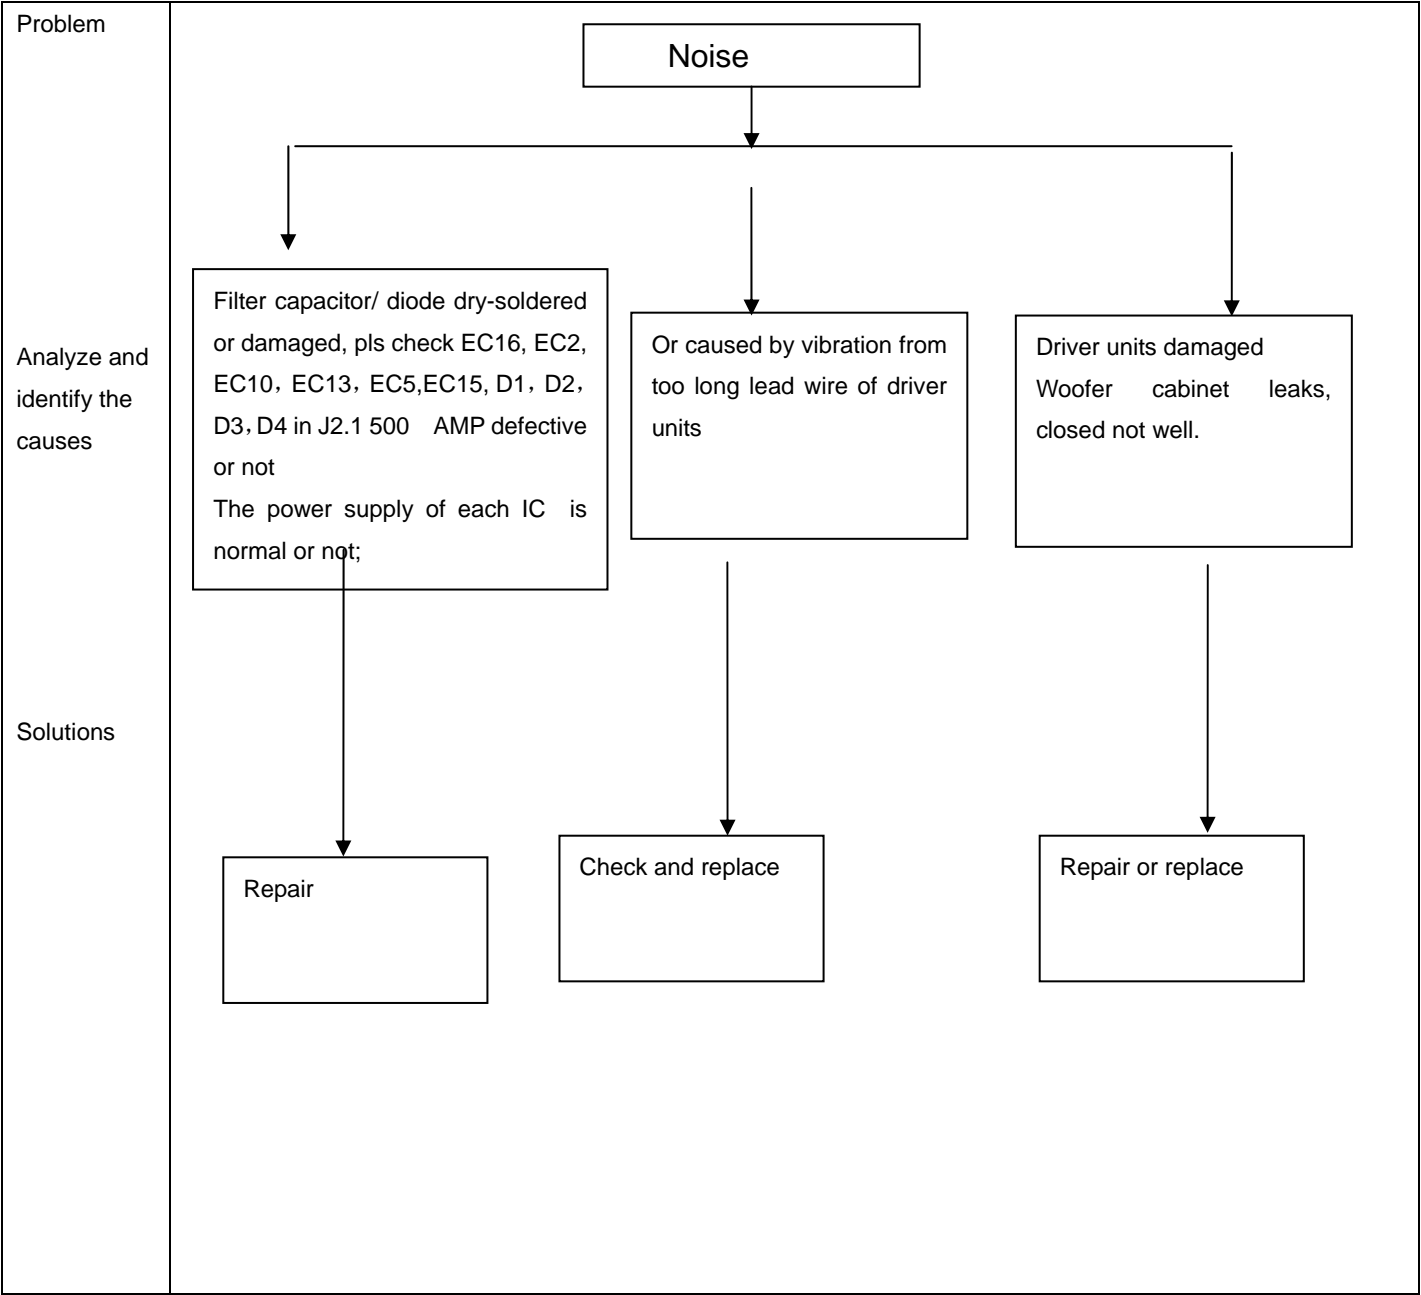 Problem
Noise
Analyze and
identify the
causes
Filter capacitor/ diode dry-soldered
or damaged, pls check EC16, EC2,
EC10，EC13，EC5,EC15, D1，D2，
D3，D4 in J2.1 500 AMP defective
or not
The power supply of each IC is
normal or not;
Or caused by vibration from
too long lead wire of driver
units
Driver units damaged
Woofer cabinet leaks,
closed not well.
Solutions
Repair
Check and replace
Repair or replace